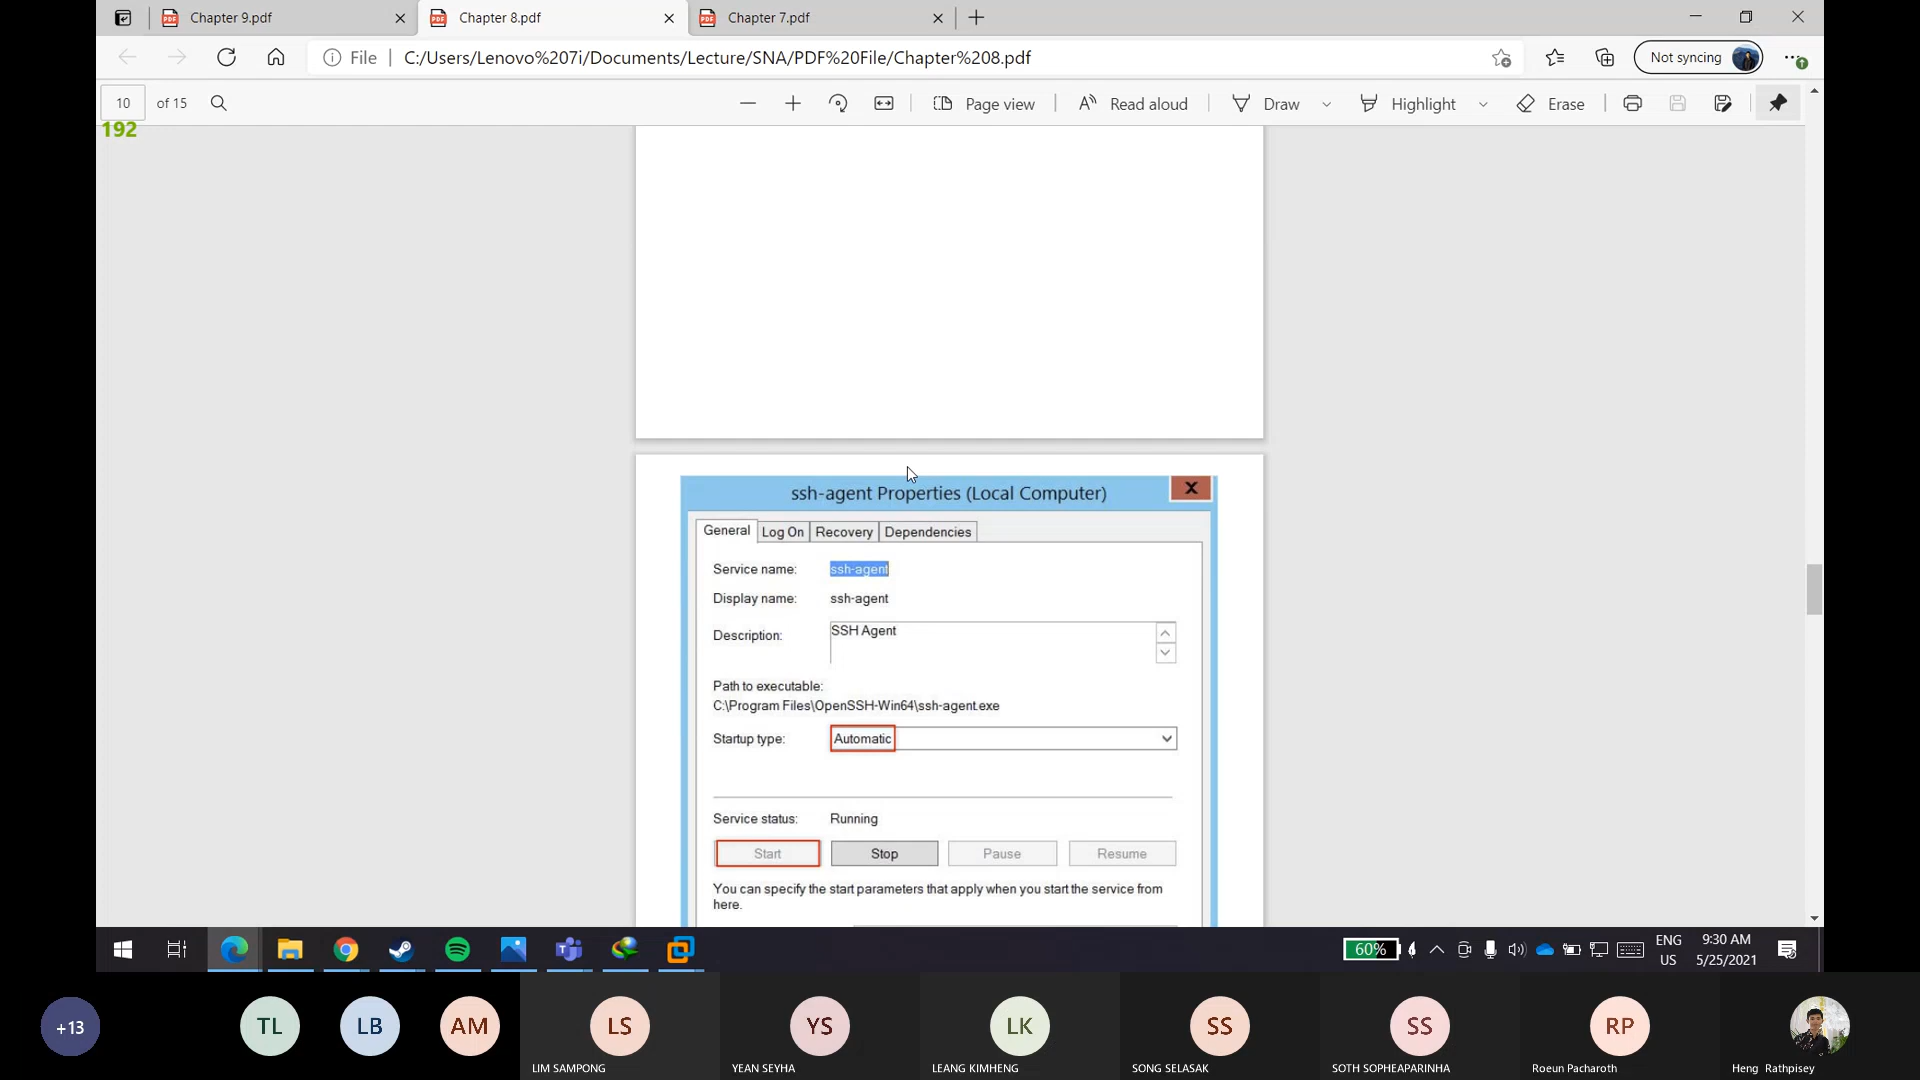 Chapter 9.pdf
Chapter 8.pdf
Chapter 7.pdf
File C:/Users/Lenovo%207i/Documents/Lecture/SNA/PDF%20File/Chapter%208.pdf
Not syncing
10 of 15
Page view
Read aloud
Draw
Highlight
Erase
192
ssh-agent Properties (Local Computer)
X
General Log On Recovery Dependencies
Service name: ssh-agent
Display name: ssh-agent
Description: SSH Agent
Path to executable:
C:\Program Files\OpenSSH-Win64\ssh-agent.exe
Startup type: Automatic
Service status: Running
Start Stop Pause Resume
You can specify the start parameters that apply when you start the service from
here.
60%
ENG
US
9:30 AM
5/25/2021
+13 TL LB AM LS YS LK SS SS RP
LIM SAMPONG YEAN SEYHA LEANG KIMHENG SONG SELASAK SOTH SOPHEAPARINHA Roeun Pacharoth Heng Rathpisey